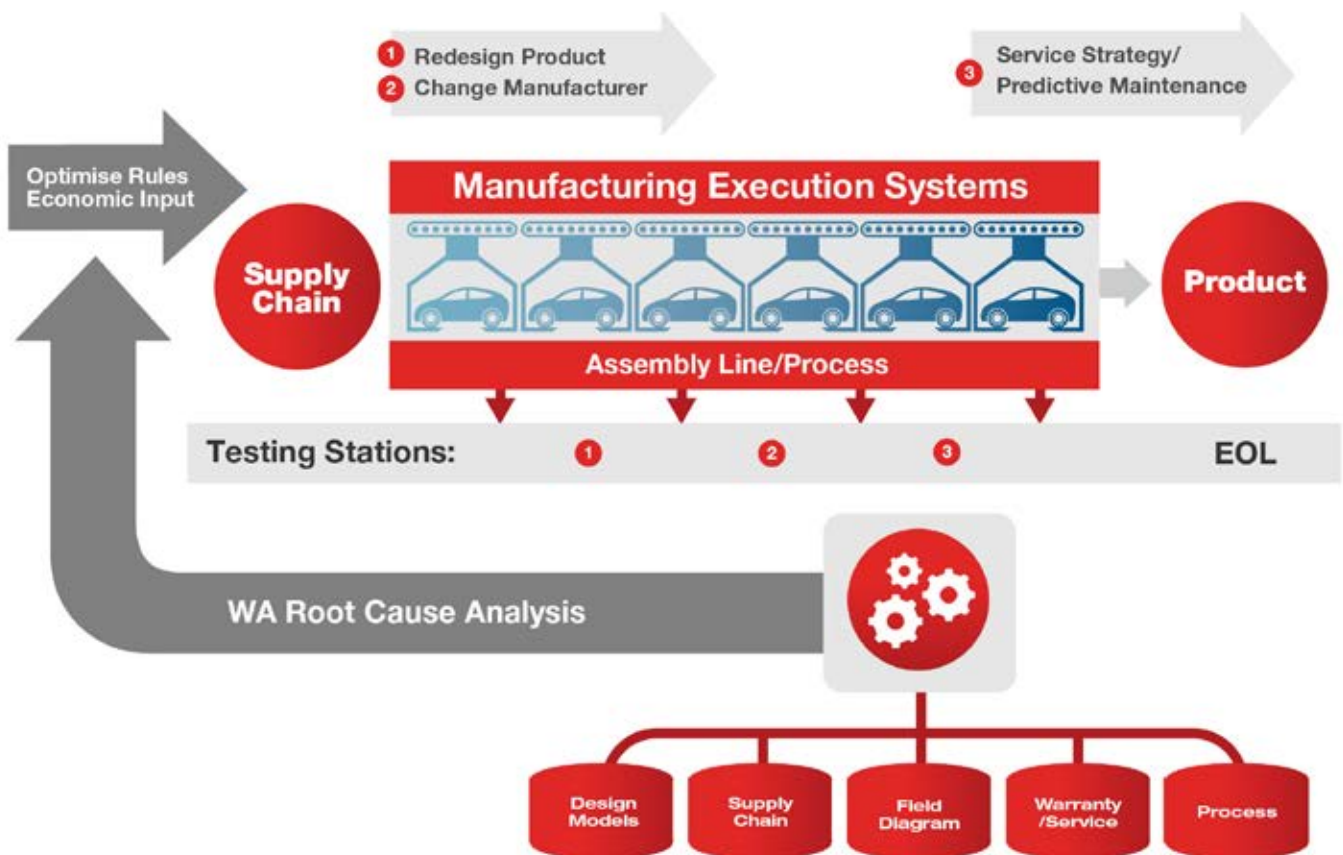 1 Redesign Product
2 Change Manufacturer
3 Service Strategy/
Predictive Maintenance
Optimise Rules
Economic Input
Manufacturing Execution Systems
Supply
Chain
Product
Assembly Line/Process
Testing Stations: 1 2 3 EOL
WA Root Cause Analysis
Design
Models
Supply
Chain
Field
Diagram
Warranty
/Service
Process